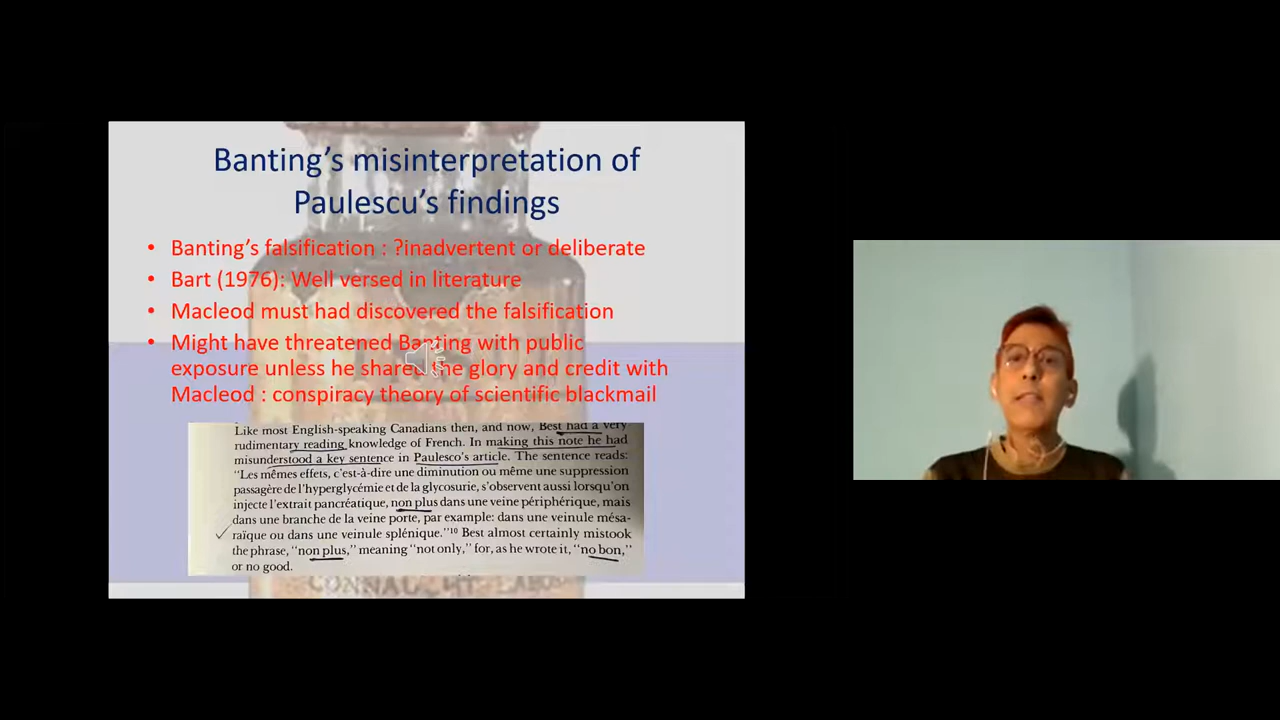 Banting’s misinterpretation of
Paulescu’s findings
• Banting’s falsification : ?inadvertent or deliberate
• Bart (1976): Well versed in literature
• Macleod must had discovered the falsification
• Might have threatened Banting with public
exposure unless he shared the glory and credit with
Macleod : conspiracy theory of scientific blackmail
Like most English-speaking Canadians then, and now, Best had a very
rudimentary reading knowledge of French. In making this note he had
misunderstood a key sentence in Paulesco's article. The sentence reads:
"Les mêmes effets, c'est-à-dire une diminution ou même une suppression
passagère de l'hyperglycémie et de la glycosurie, s'observent aussi lorsqu'on
injecte l'extrait pancréatique, non plus dans une veine périphérique, mais
dans une branche de la veine porte, par example: dans une veinule mésa-
raïque ou dans une veinule splénique."10 Best almost certainly mistook
the phrase, "non plus," meaning "not only," for, as he wrote it, "no bon,"
or no good.
CONNAUGHT LABOR